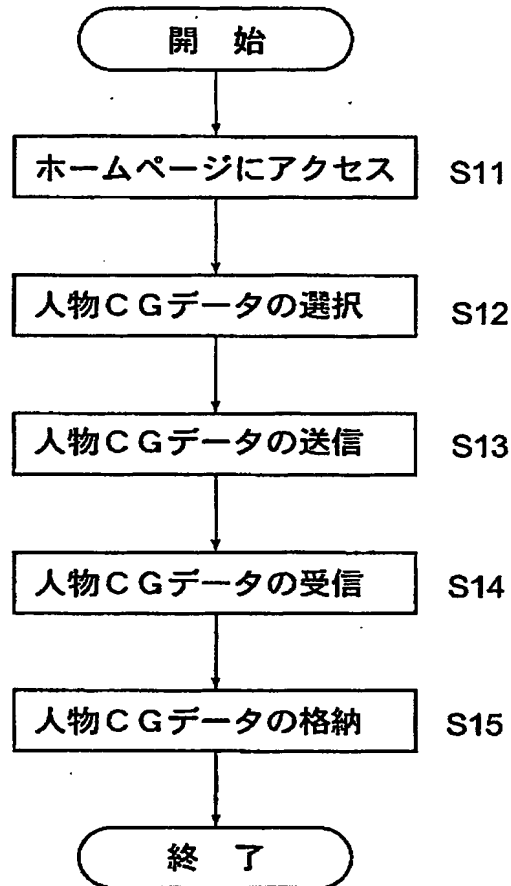 開 始
ホームページにアクセス S11
人物CGデータの選択 S12
人物CGデータの送信 S13
人物CGデータの受信 S14
人物CGデータの格納 S15
終 了